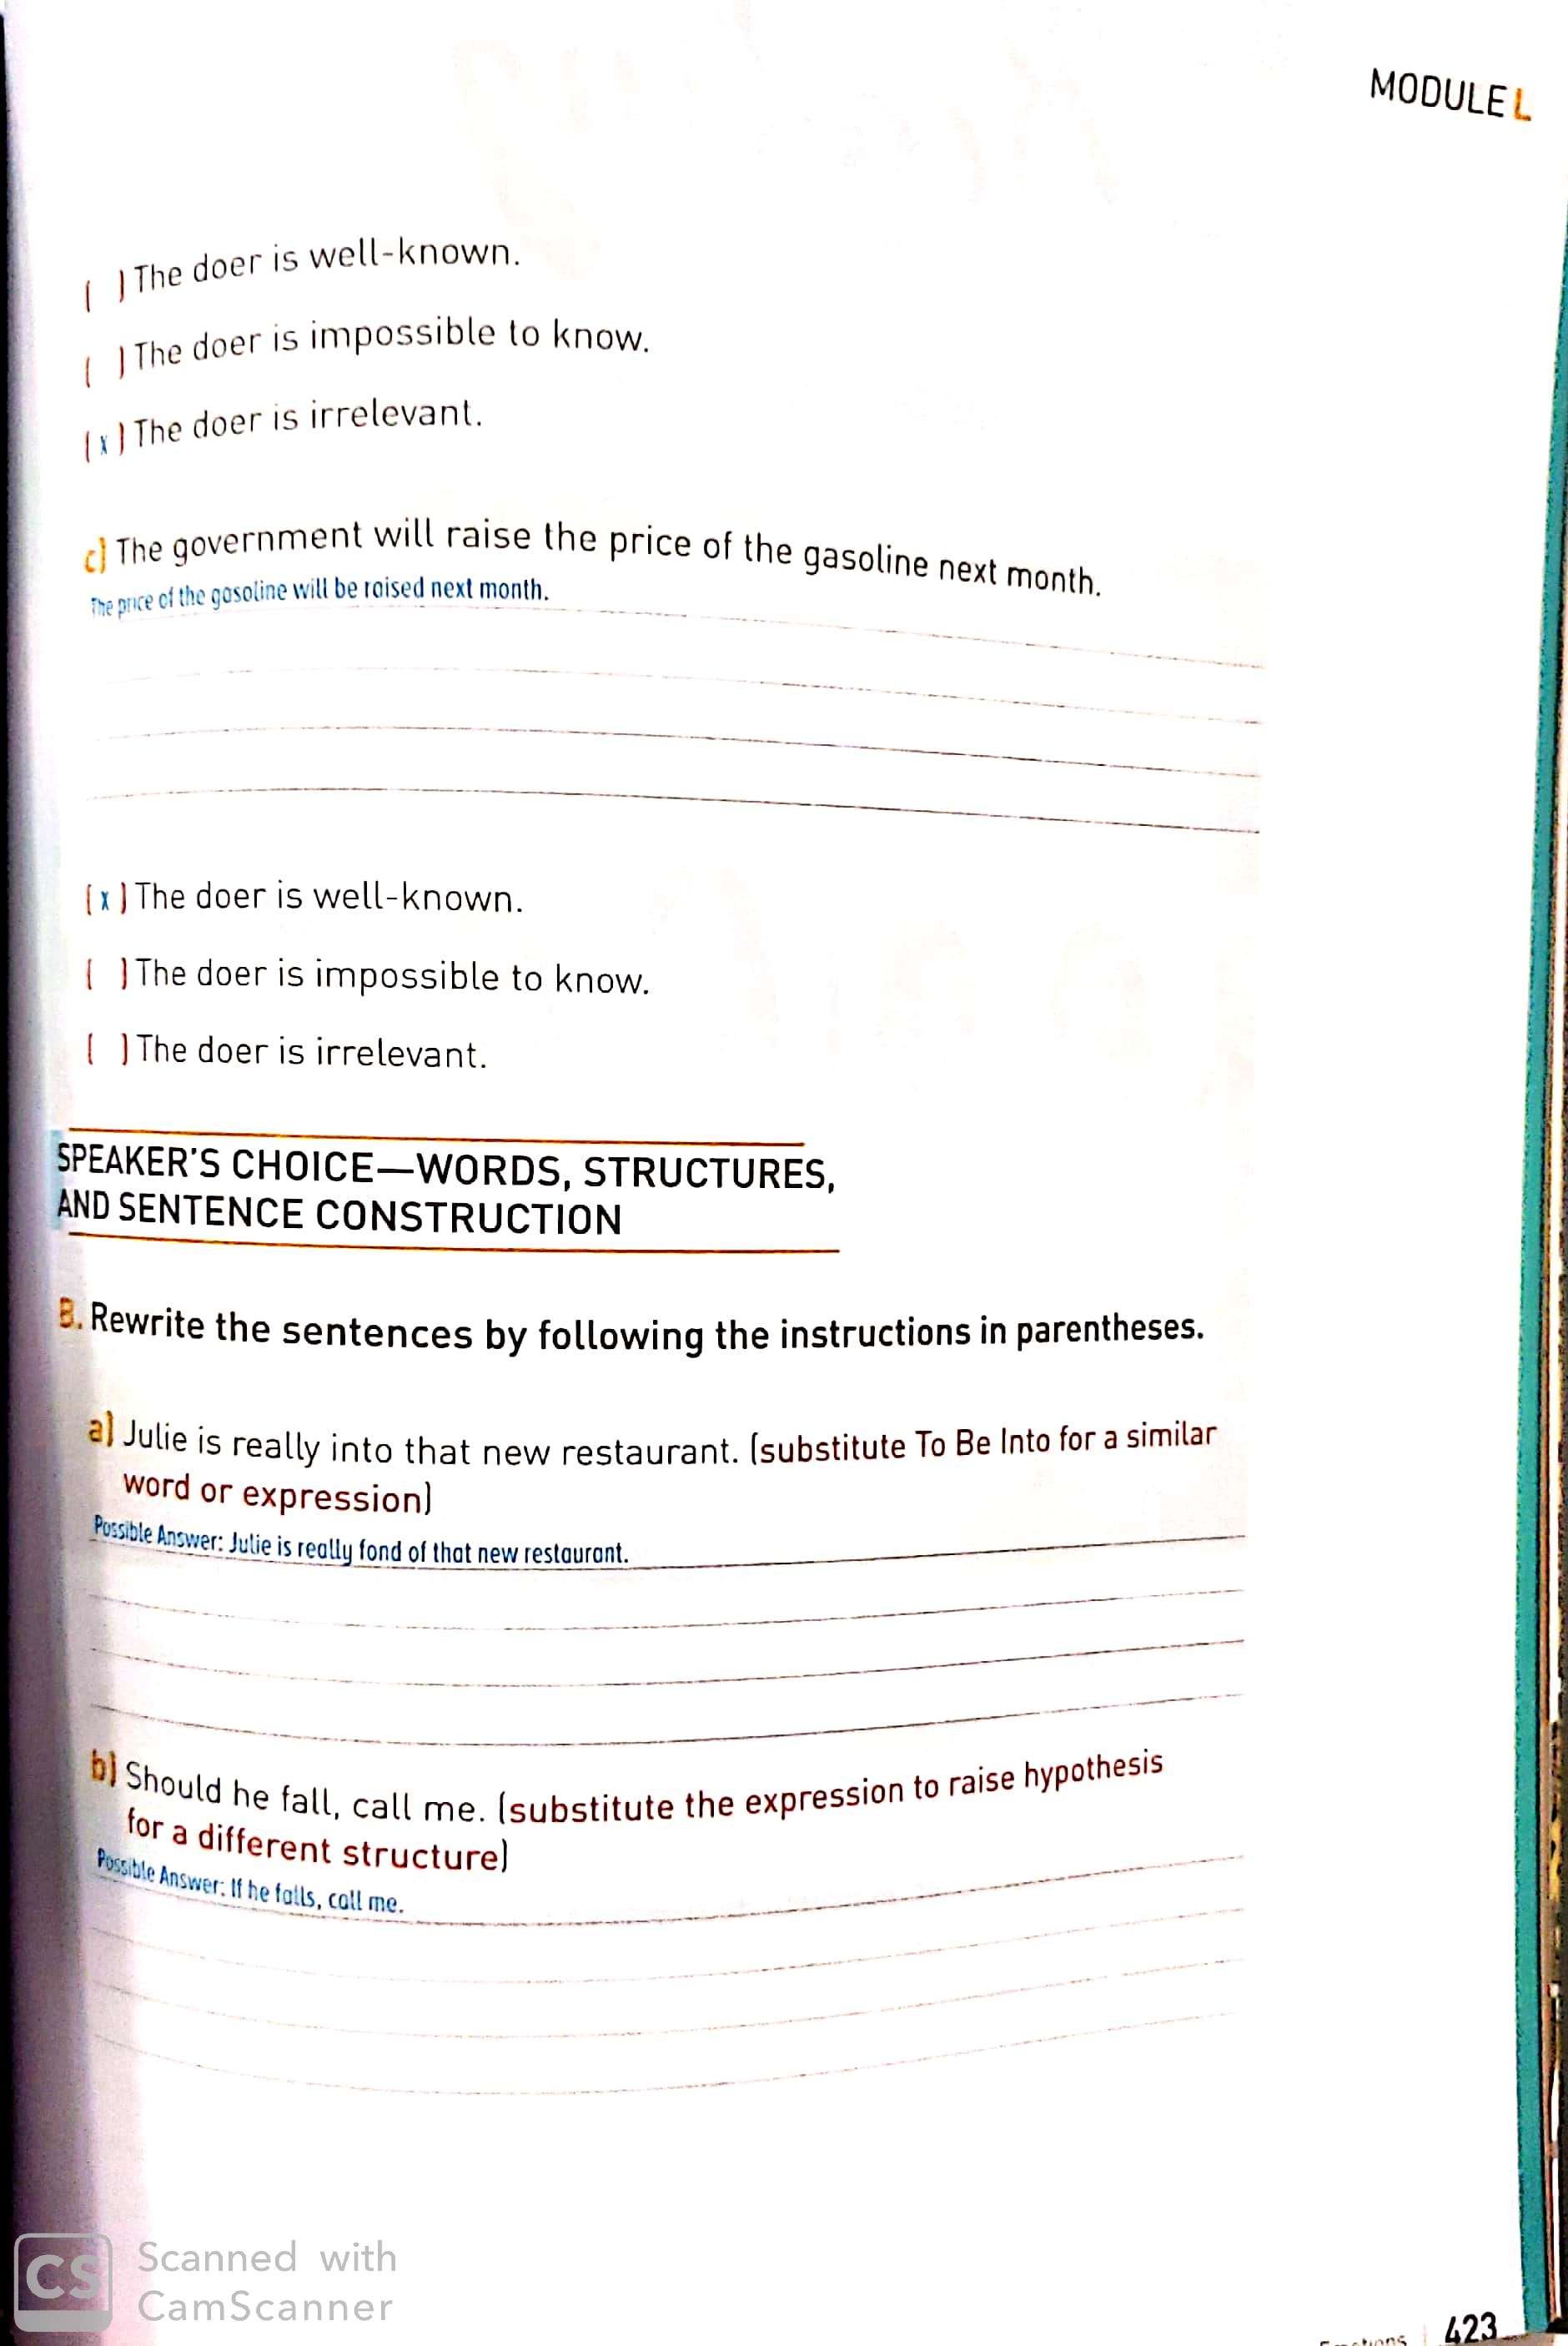 MODULE L
[ ] The doer is well-known.
[ ] The doer is impossible to know.
[x] The doer is irrelevant.
c) The government will raise the price of the gasoline next month.
The price of the gasoline will be raised next month.
[x] The doer is well-known.
[ ] The doer is impossible to know.
[ ] The doer is irrelevant.
SPEAKER'S CHOICE—WORDS, STRUCTURES,
AND SENTENCE CONSTRUCTION
B. Rewrite the sentences by following the instructions in parentheses.
a) Julie is really into that new restaurant. (substitute To Be Into for a similar
word or expression)
Possible Answer: Julie is really fond of that new restaurant.
b) Should he fall, call me. (substitute the expression to raise hypothesis
for a different structure)
Possible Answer: If he falls, call me.
CS Scanned with
CamScanner
423